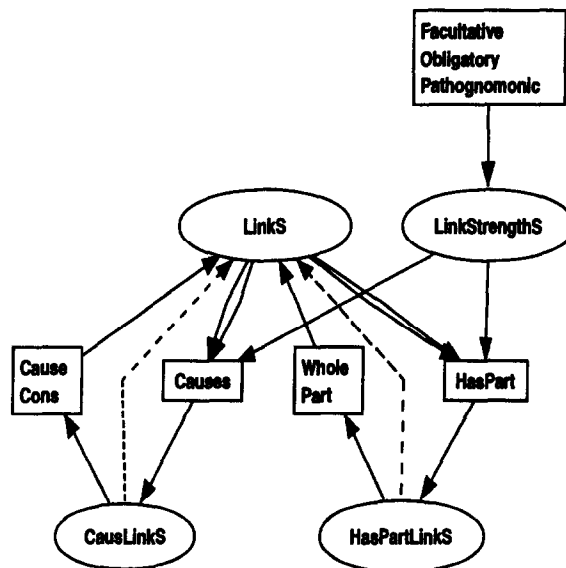 Facultative
Obligatory
Pathognomonic
LinkS
LinkStrengthS
Cause
Cons
Causes
Whole
Part
HasPart
CausLinkS
HasPartLinkS